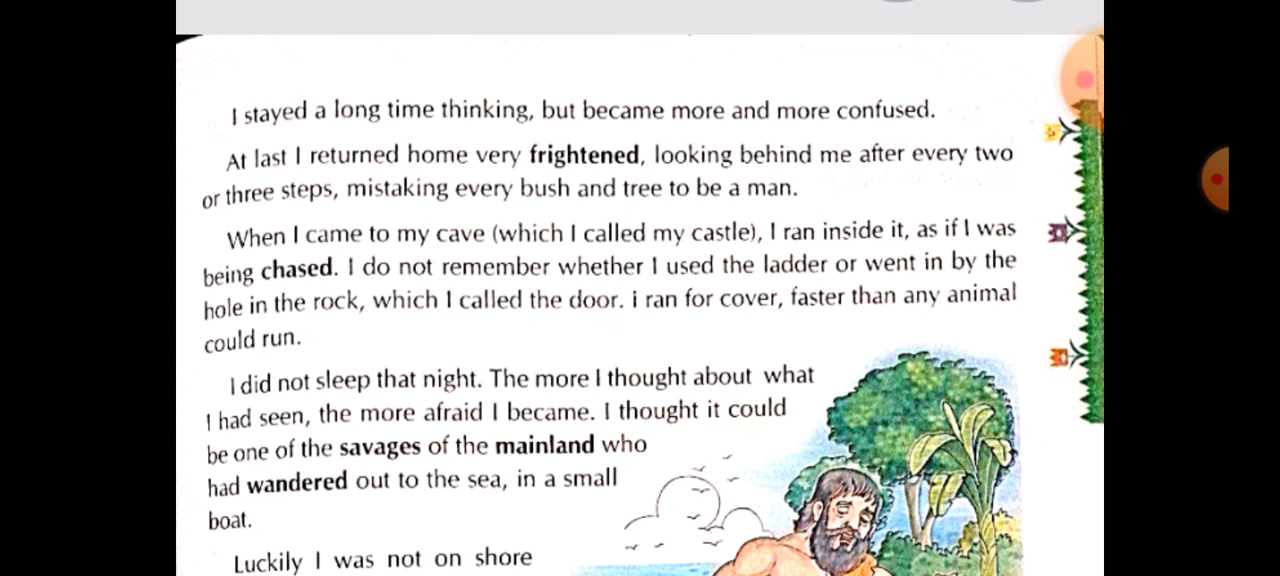 I stayed a long time thinking, but became more and more confused.
At last I returned home very frightened, looking behind me after every two
or three steps, mistaking every bush and tree to be a man.
When I came to my cave (which I called my castle), I ran inside it, as if I was
being chased. I do not remember whether I used the ladder or went in by the
hole in the rock, which I called the door. i ran for cover, faster than any animal
could run.
I did not sleep that night. The more I thought about what
I had seen, the more afraid I became. I thought it could
be one of the savages of the mainland who
had wandered out to the sea, in a small
boat.
Luckily I was not on shore